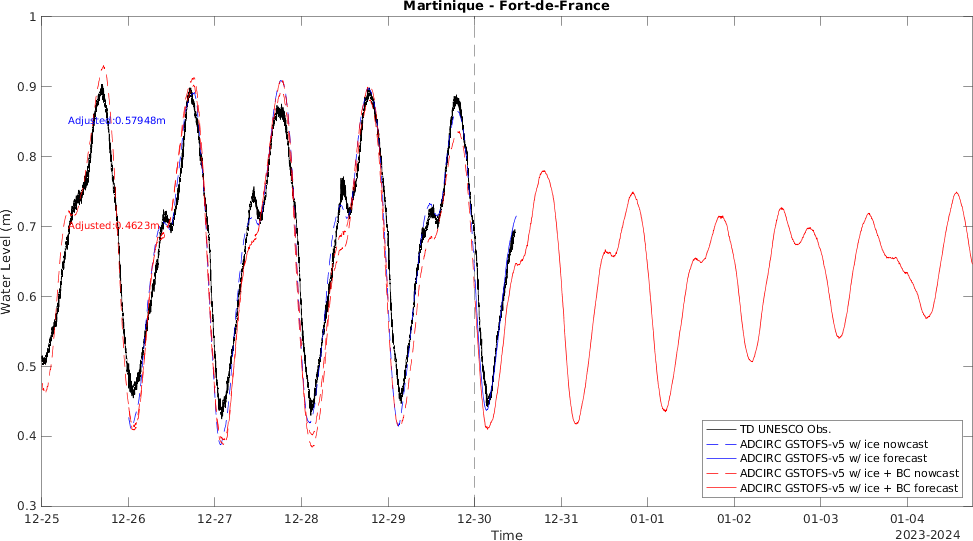 Martinique - Fort-de-France
1
0.9
0.8
0.7
0.6
0.5
0.4
0.3
Water Level (m)
Adjusted:0.57948m
Adjusted:0.4623m
TD UNESCO Obs.
ADCIRC GSTOFS-v5 w/ ice nowcast
ADCIRC GSTOFS-v5 w/ ice forecast
ADCIRC GSTOFS-v5 w/ ice + BC nowcast
ADCIRC GSTOFS-v5 w/ ice + BC forecast
12-25 12-26 12-27 12-28 12-29 12-30 12-31 01-01 01-02 01-03 01-04
Time
2023-2024